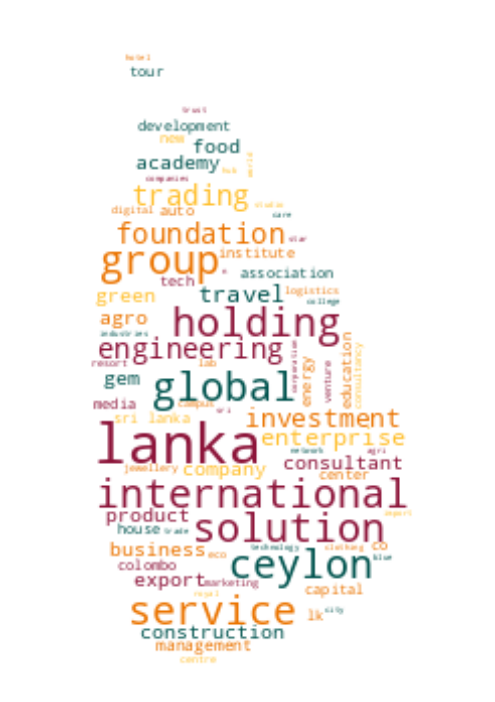 hotel
tour
trust
development
new food
world
academy hub
companies
trading
studio
digital auto care
foundation star
group institute
association
tech
green travel logistics
college
agro holding
industries
engineering corporation
resort lab energy venture education consultancy
gem global
media campus sri
sri lanka investment
lanka enterprise
network agri
jewellery company consultant
center
international
product solution export
house trade
business eco technology clothing co
colombo ceylon blue
export marketing
royal capital
service lk city
construction
management
centre